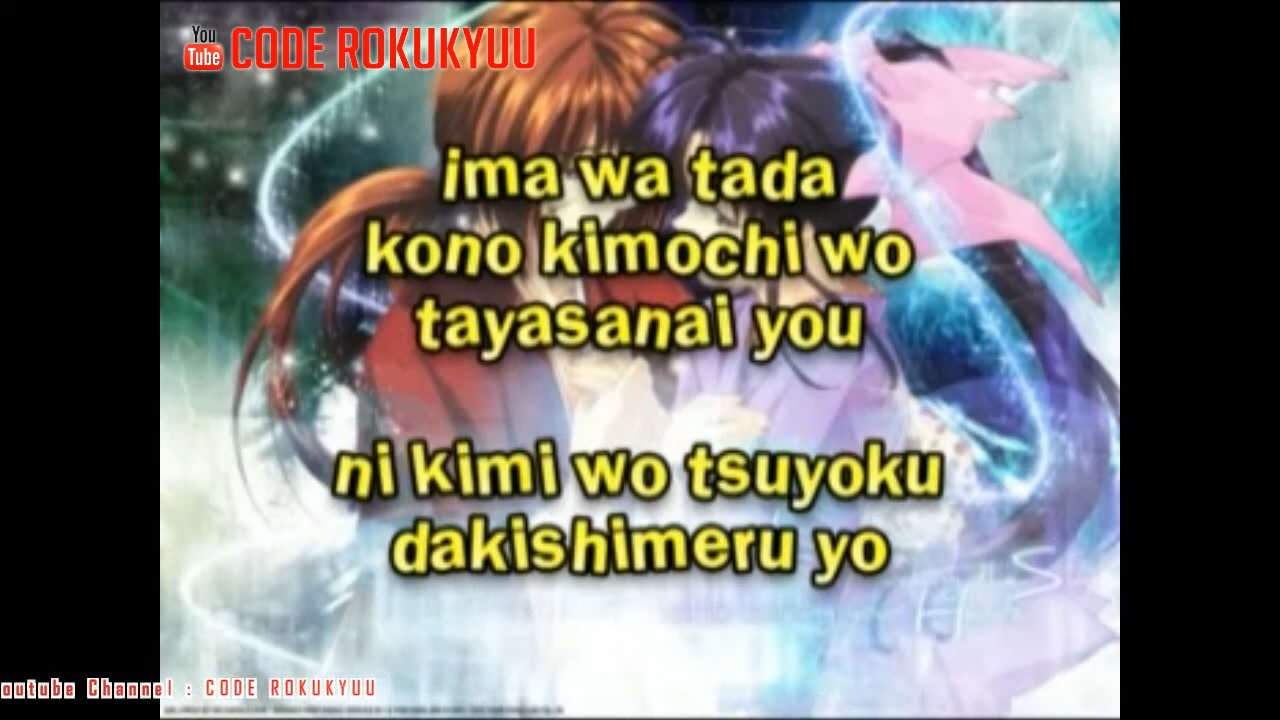 You
Tube CODE ROKUKYUU
ima wa tada
kono kimochi wo
tayasanai you
ni kimi wo tsuyoku
dakishimeru yo
outube Channel : CODE ROKUKYUU